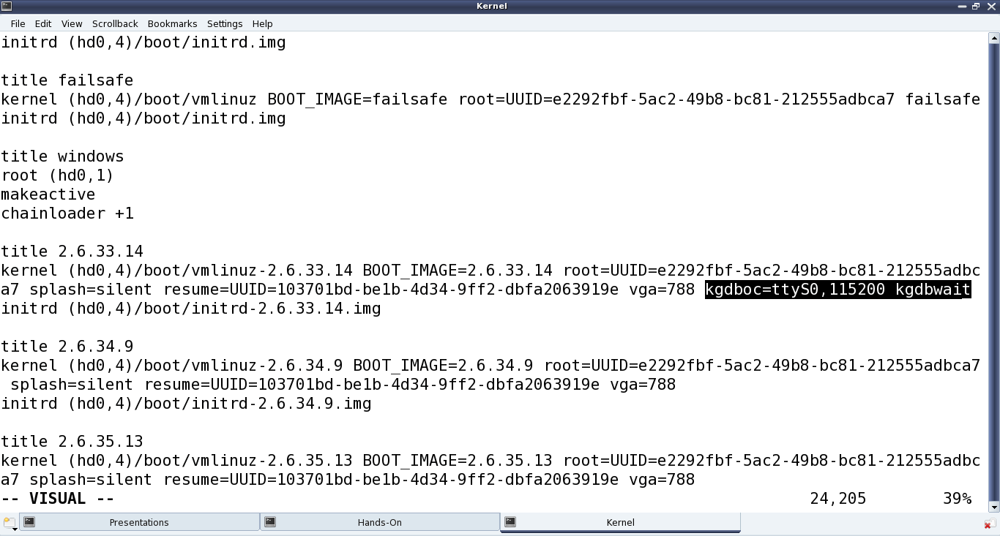 Kernel
File Edit View Scrollback Bookmarks Settings Help
initrd (hd0,4)/boot/initrd.img
title failsafe
kernel (hd0,4)/boot/vmlinuz BOOT_IMAGE=failsafe root=UUID=e2292fbf-5ac2-49b8-bc81-212555adbca7 failsafe
initrd (hd0,4)/boot/initrd.img
title windows
root (hd0,1)
makeactive
chainloader +1
title 2.6.33.14
kernel (hd0,4)/boot/vmlinuz-2.6.33.14 BOOT_IMAGE=2.6.33.14 root=UUID=e2292fbf-5ac2-49b8-bc81-212555adbc
a7 splash=silent resume=UUID=103701bd-be1b-4d34-9ff2-dbfa2063919e vga=788 kgdboc=ttyS0,115200 kgdbwait
initrd (hd0,4)/boot/initrd-2.6.33.14.img
title 2.6.34.9
kernel (hd0,4)/boot/vmlinuz-2.6.34.9 BOOT_IMAGE=2.6.34.9 root=UUID=e2292fbf-5ac2-49b8-bc81-212555adbca7
splash=silent resume=UUID=103701bd-be1b-4d34-9ff2-dbfa2063919e vga=788
initrd (hd0,4)/boot/initrd-2.6.34.9.img
title 2.6.35.13
kernel (hd0,4)/boot/vmlinuz-2.6.35.13 BOOT_IMAGE=2.6.35.13 root=UUID=e2292fbf-5ac2-49b8-bc81-212555adbc
a7 splash=silent resume=UUID=103701bd-be1b-4d34-9ff2-dbfa2063919e vga=788
-- VISUAL -- 24,205 39%
Presentations Hands-On Kernel